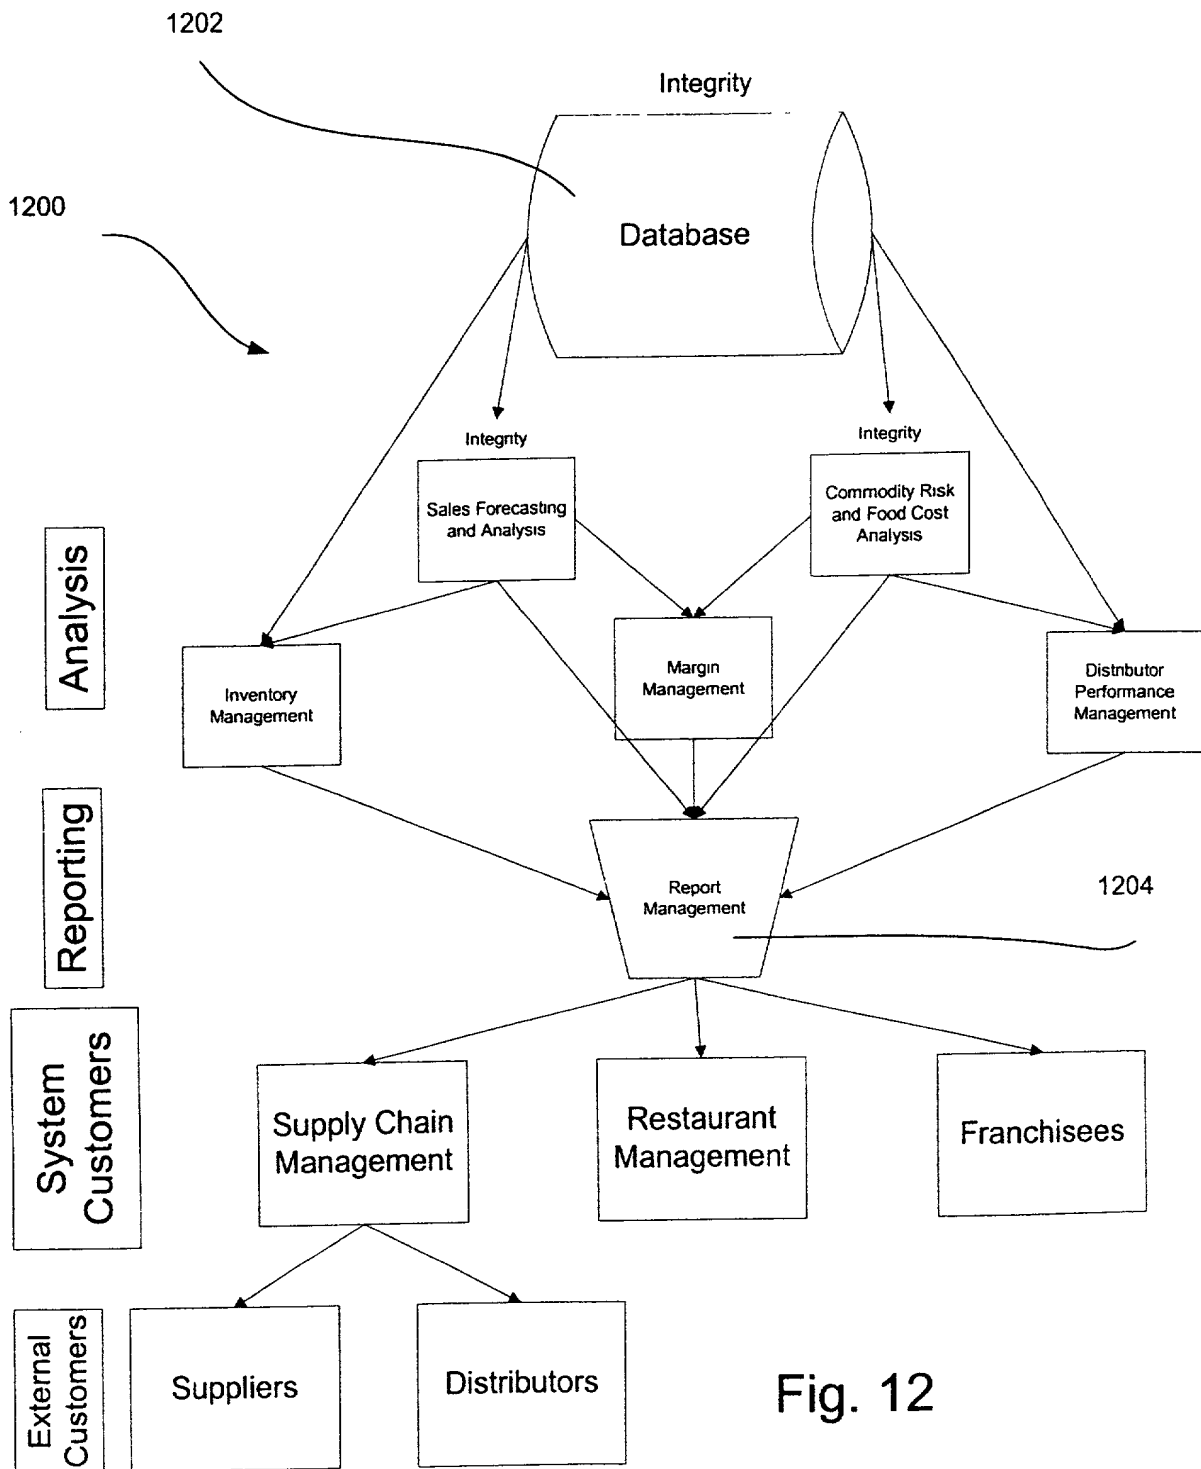 1202
Integrity
1200
Database
Integrity
Integrity
Sales Forecasting
and Analysis
Commodity Risk
and Food Cost
Analysis
Analysis
Inventory
Management
Margin
Management
Distributor
Performance
Management
Reporting
Report
Management
1204
System
Customers
Supply Chain
Management
Restaurant
Management
Franchisees
External
Customers
Suppliers
Distributors
Fig. 12